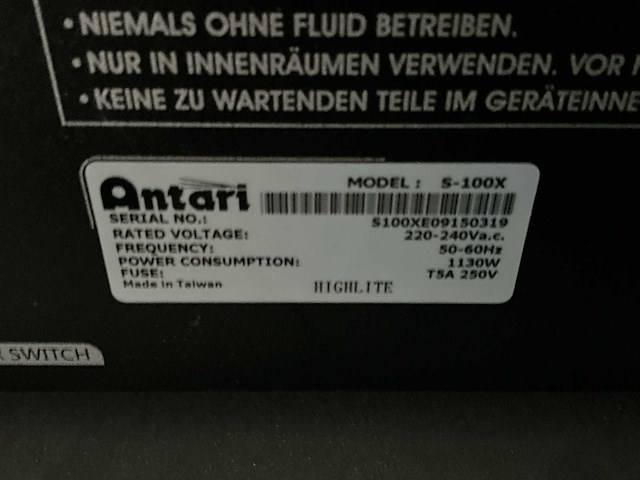 • NIEMALS OHNE FLUID BETREIBEN.
• NUR IN INNENRÄUMEN VERWENDEN. VOR
• KEINE ZU WARTENDEN TEILE IM GERÄTEINNE
Antari MODEL : S-100X
SERIAL NO.: S100XE09150319
RATED VOLTAGE: 220-240Va.c.
FREQUENCY: 50-60Hz
POWER CONSUMPTION: 1130W
FUSE: T5A 250V
Made in Taiwan HIGHLITE
SWITCH